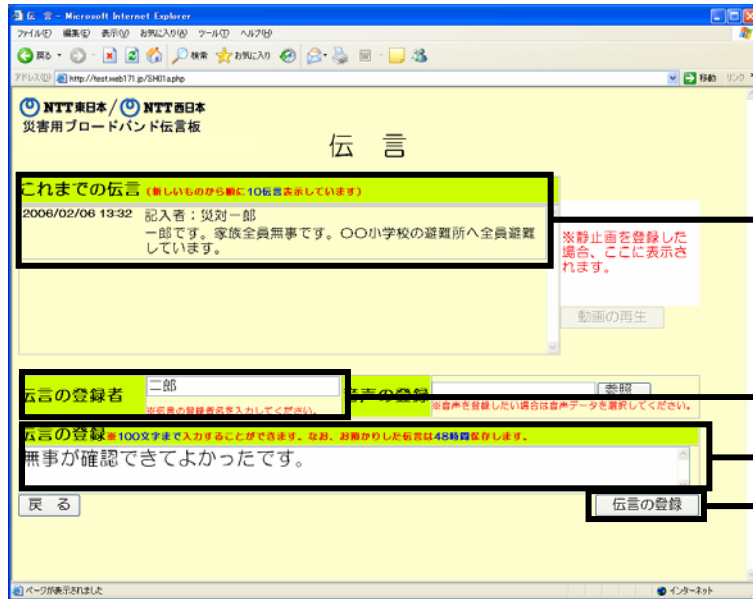 伝 言 - Microsoft Internet Explorer
ファイル(F) 編集(E) 表示(V) お気に入り(A) ツール(T) ヘルプ(H)
戻る 検索 お気に入り
アドレス(D) http://test.web171.jp/SH01a.php 移動 リンク
NTT東日本/NTT西日本
災害用ブロードバンド伝言板
伝 言
これまでの伝言(新しいものから順に10伝言表示しています)
2006/02/06 13:32 記入者:災対一郎
一郎です。家族全員無事です。〇〇小学校の避難所へ全員避難
しています。
※静止画を登録した
場合、ここに表示さ
れます。
動画の再生
伝言の登録者 二郎
※伝言の登録者名を入力してください。
音声の登録 参照...
※音声を登録したい場合は音声データを選択してください。
伝言の登録※100文字まで入力することができます。なお、お預かりした伝言は48時間保存します。
無事が確認できてよかったです。
戻 る 伝言の登録
ページが表示されました インターネット